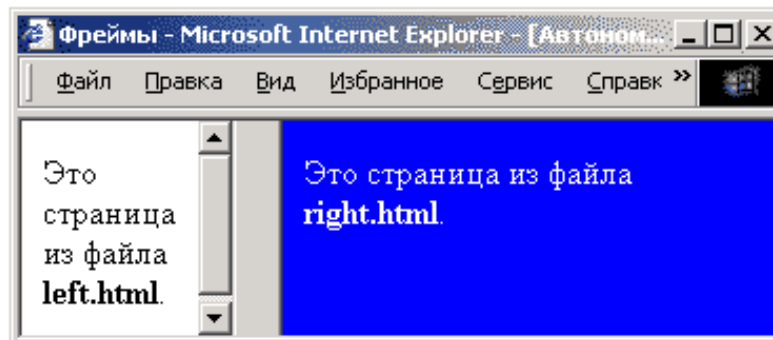 Фреймы - Microsoft Internet Explorer - [Автоном...
Файл Правка Вид Избранное Сервис Справк »
Это
страница
из файла
left.html.
Это страница из файла
right.html.